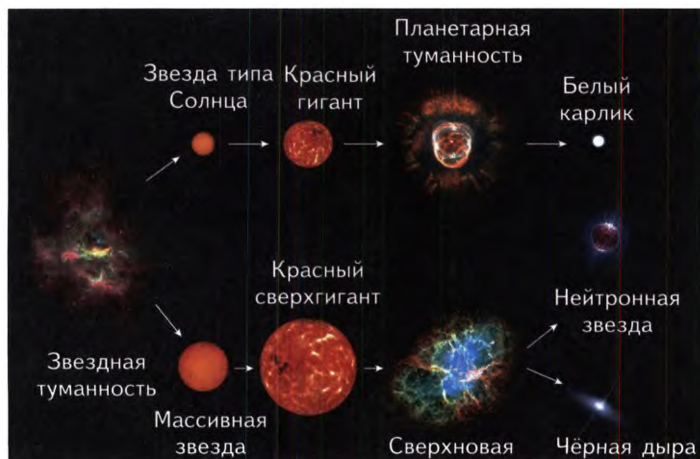 Звезда типа
Солнца
Красный
гигант
Планетарная
туманность
Белый
карлик
Звездная
туманность
Массивная
звезда
Красный
сверхгигант
Сверхновая
Нейтронная
звезда
Чёрная дыра